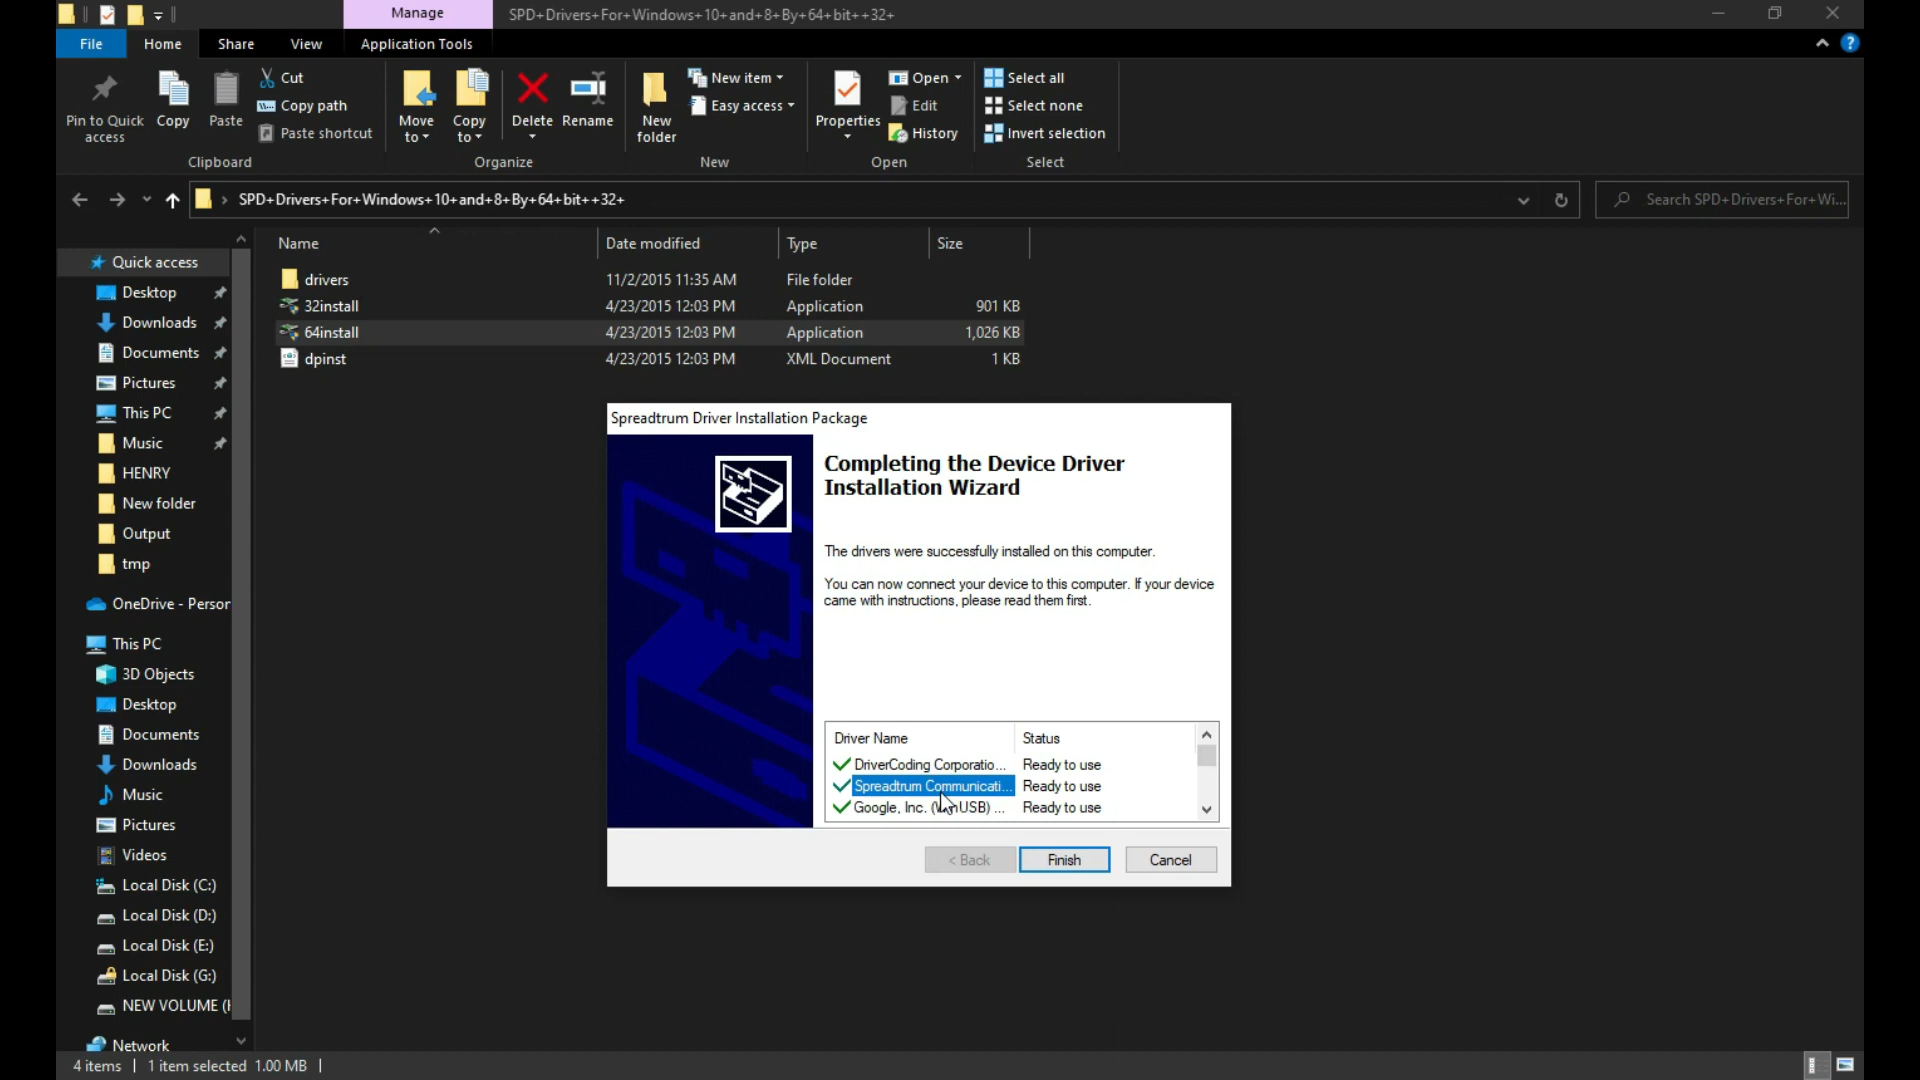 Manage
SPD+Drivers+For+Windows+10+and+8+By+64+bit++32+
File
Home
Share
View
Application Tools
Pin to Quick
access
Copy
Paste
Cut
Copy path
Paste shortcut
Move
to
Copy
to
Delete
Rename
New
folder
New item
Easy access
Properties
Open
Edit
History
Select all
Select none
Invert selection
Clipboard
Organize
New
Open
Select
SPD+Drivers+For+Windows+10+and+8+By+64+bit++32+
Search SPD+Drivers+For+Wi...
Name
Date modified
Type
Size
drivers
11/2/2015 11:35 AM
File folder
32install
4/23/2015 12:03 PM
Application
901 KB
64install
4/23/2015 12:03 PM
Application
1,026 KB
dpinst
4/23/2015 12:03 PM
XML Document
1 KB
Quick access
Desktop
Downloads
Documents
Pictures
This PC
Music
HENRY
New folder
Output
tmp
OneDrive - Person
This PC
3D Objects
Desktop
Documents
Downloads
Music
Pictures
Videos
Local Disk (C:)
Local Disk (D:)
Local Disk (E:)
Local Disk (G:)
NEW VOLUME (
Network
Spreadtrum Driver Installation Package
Completing the Device Driver
Installation Wizard
The drivers were successfully installed on this computer.
You can now connect your device to this computer. If your device
came with instructions, please read them first.
Driver Name
Status
DriverCoding Corporatio...
Ready to use
Spreadtrum Communicati...
Ready to use
Google, Inc. (WinUSB) ...
Ready to use
< Back
Finish
Cancel
4 items
1 item selected 1.00 MB